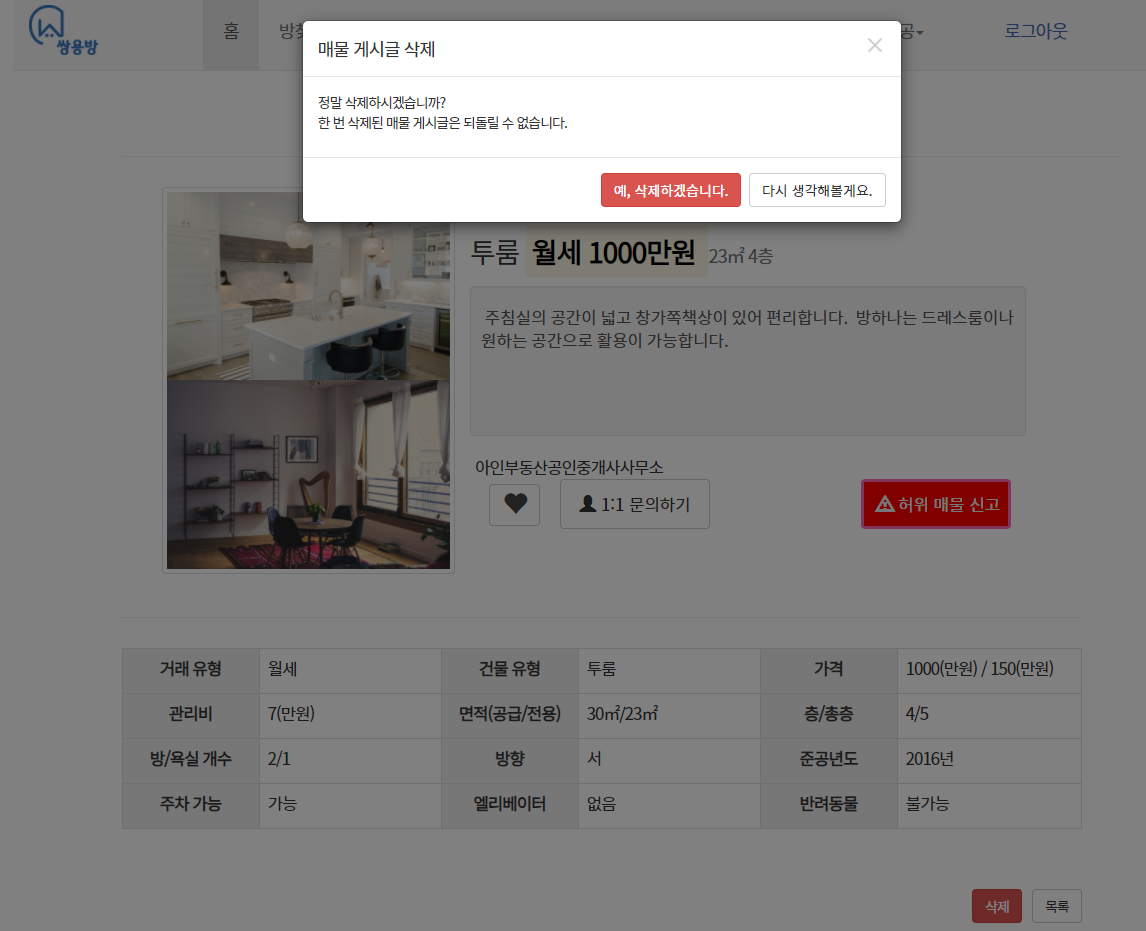 쌍용방
홈
방찾
공
로그아웃
매물 게시글 삭제
×
정말 삭제하시겠습니까?
한 번 삭제된 매물 게시글은 되돌릴 수 없습니다.
예, 삭제하겠습니다.
다시 생각해볼게요.
투룸 월세 1000만원 23㎡ 4층
주침실의 공간이 넓고 창가쪽책상이 있어 편리합니다. 방하나는 드레스룸이나
원하는 공간으로 활용이 가능합니다.
아인부동산공인중개사사무소
1:1 문의하기
허위 매물 신고
거래 유형 월세 건물 유형 투룸 가격 1000(만원) / 150(만원)
관리비 7(만원) 면적(공급/전용) 30㎡/23㎡ 층/총층 4/5
방/욕실 개수 2/1 방향 서 준공년도 2016년
주차 가능 가능 엘리베이터 없음 반려동물 불가능
삭제
목록